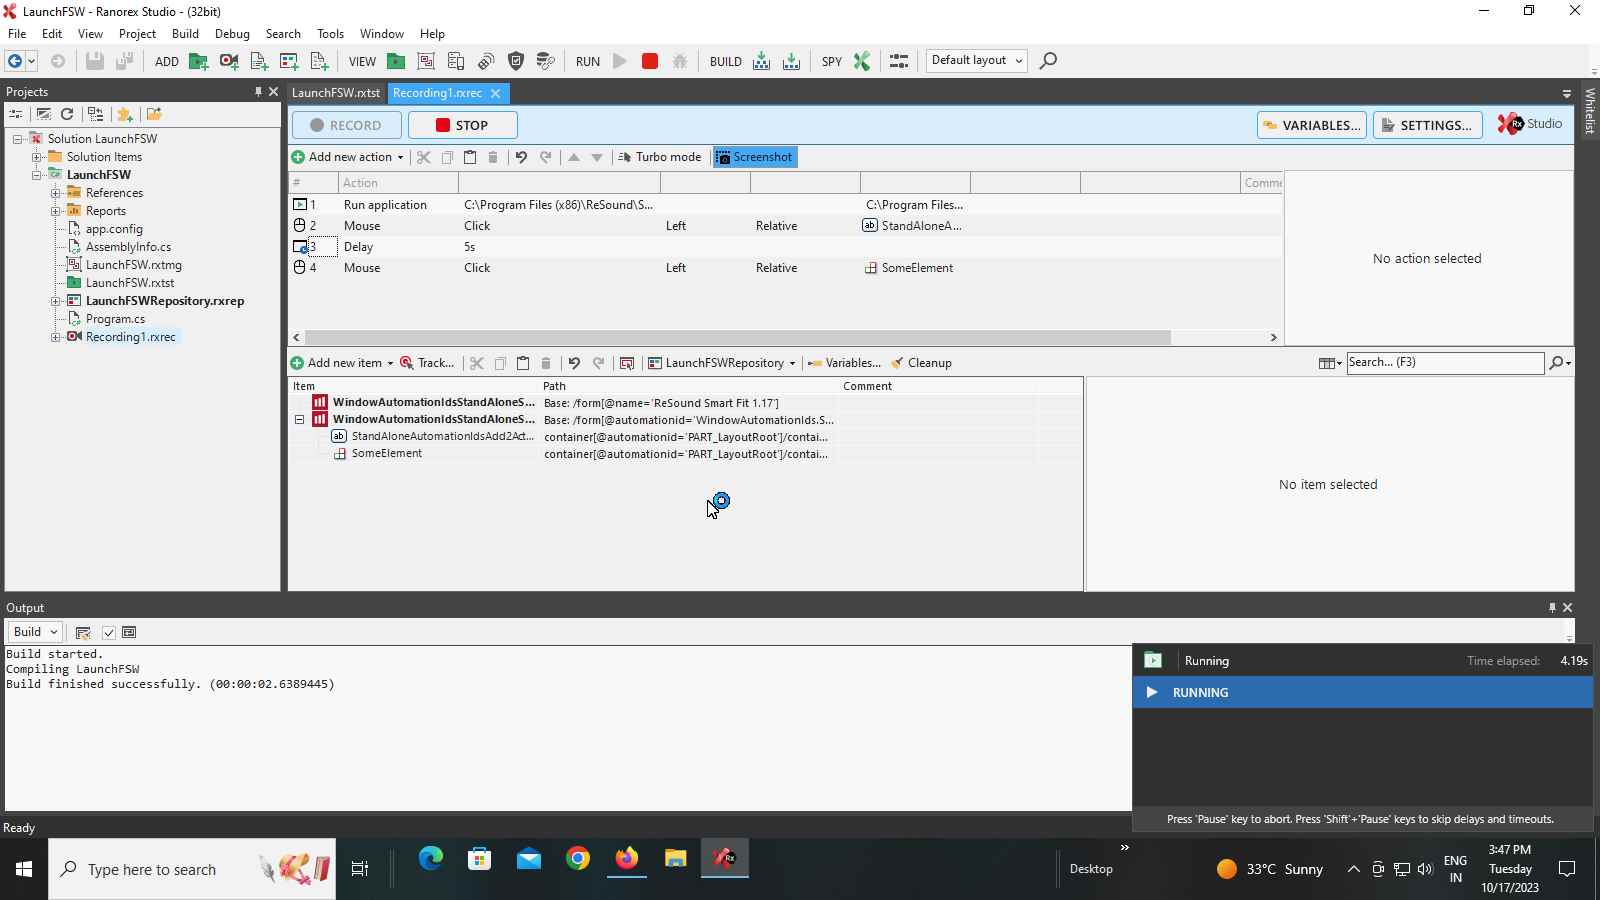 LaunchFSW - Ranorex Studio - (32bit)
File Edit View Project Build Debug Search Tools Window Help
ADD VIEW RUN BUILD SPY Default layout
Projects
LaunchFSW.rxtst Recording1.rxrec
Whitelist
RECORD STOP VARIABLES... SETTINGS... Rx Studio
Solution LaunchFSW
Solution Items
LaunchFSW
References
Reports
app.config
AssemblyInfo.cs
LaunchFSW.rxtmg
LaunchFSW.rxtst
LaunchFSWRepository.rxrep
Program.cs
Recording1.rxrec
Add new action Turbo mode Screenshot
# Action Comme
1 Run application C:\Program Files (x86)\ReSound\S... C:\Program Files...
2 Mouse Click Left Relative ab StandAloneA...
3 Delay 5s
4 Mouse Click Left Relative SomeElement
No action selected
Add new item Track... LaunchFSWRepository Variables... Cleanup Search... (F3)
Item Path Comment
WindowAutomationIdsStandAloneS... Base: /form[@name='ReSound Smart Fit 1.17']
WindowAutomationIdsStandAloneS... Base: /form[@automationid='WindowAutomationIds.S...
ab StandAloneAutomationIdsAdd2Act... container[@automationid='PART_LayoutRoot']/contai...
SomeElement container[@automationid='PART_LayoutRoot']/contai...
No item selected
Output
Build
Build started.
Compiling LaunchFSW
Build finished successfully. (00:00:02.6389445)
Running Time elapsed: 4.19s
RUNNING
Press 'Pause' key to abort. Press 'Shift'+'Pause' keys to skip delays and timeouts.
Ready
Type here to search
Rx
Desktop
33°C Sunny
ENG
IN
3:47 PM
Tuesday
10/17/2023